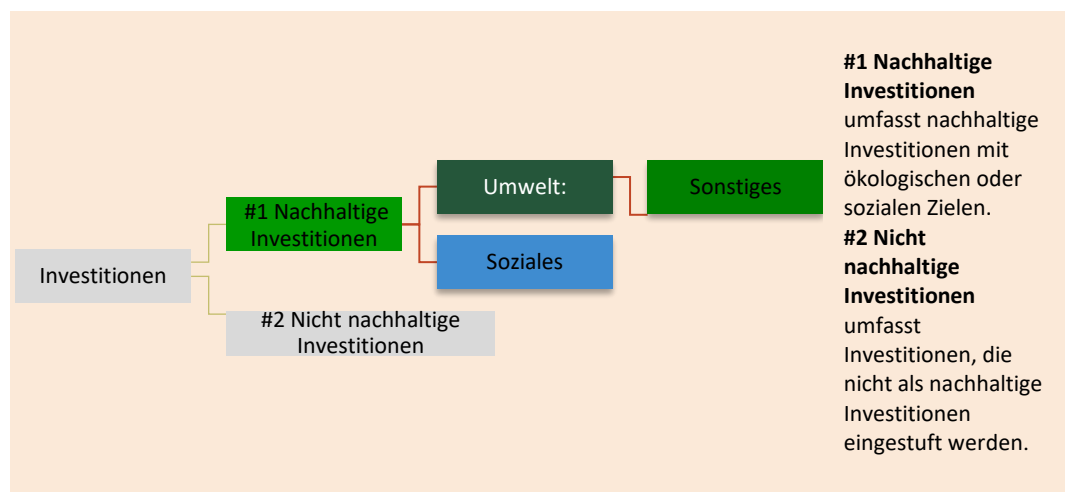 Investitionen
#1 Nachhaltige
Investitionen
#2 Nicht nachhaltige
Investitionen
Umwelt:
Soziales
Sonstiges
#1 Nachhaltige
Investitionen
umfasst nachhaltige
Investitionen mit
ökologischen oder
sozialen Zielen.
#2 Nicht
nachhaltige
Investitionen
umfasst
Investitionen, die
nicht als nachhaltige
Investitionen
eingestuft werden.